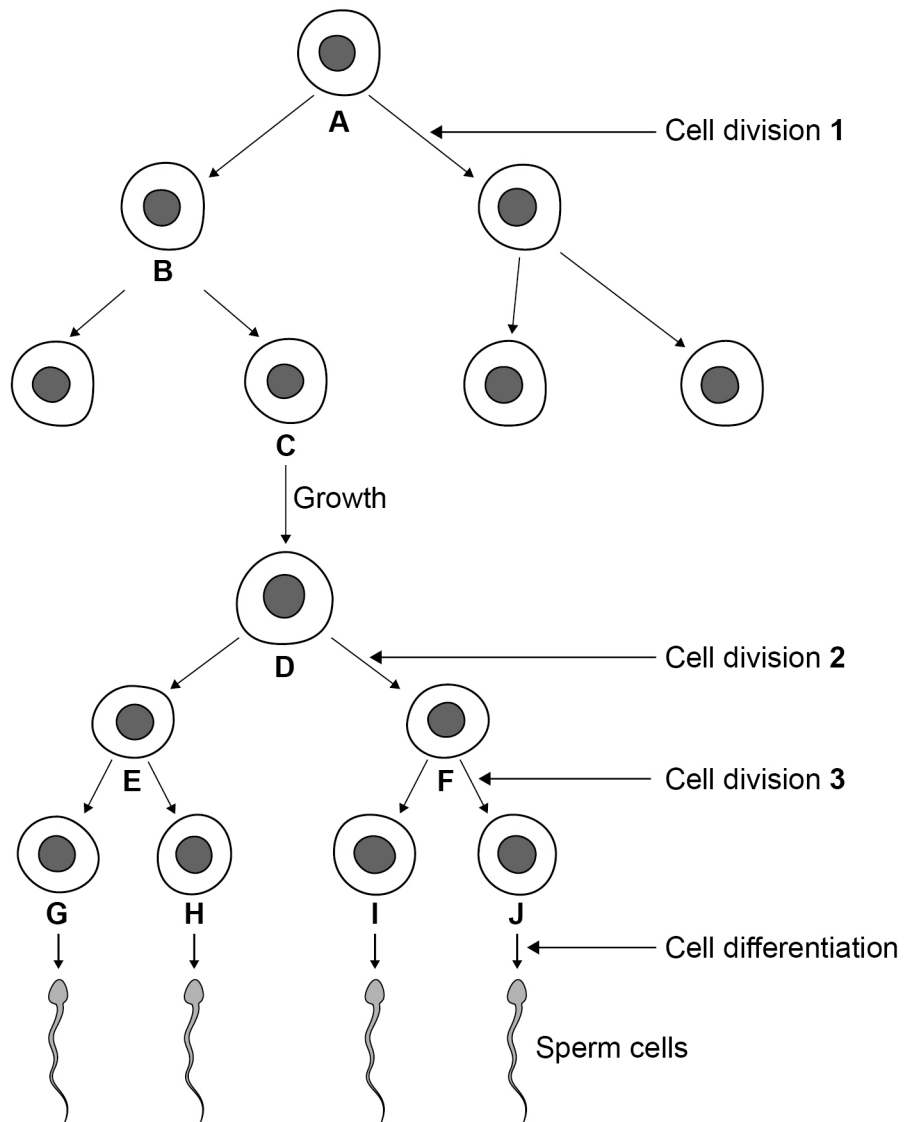 A
Cell division 1
B
C
Growth
D
Cell division 2
E
F
Cell division 3
G
H
I
J
Cell differentiation
Sperm cells